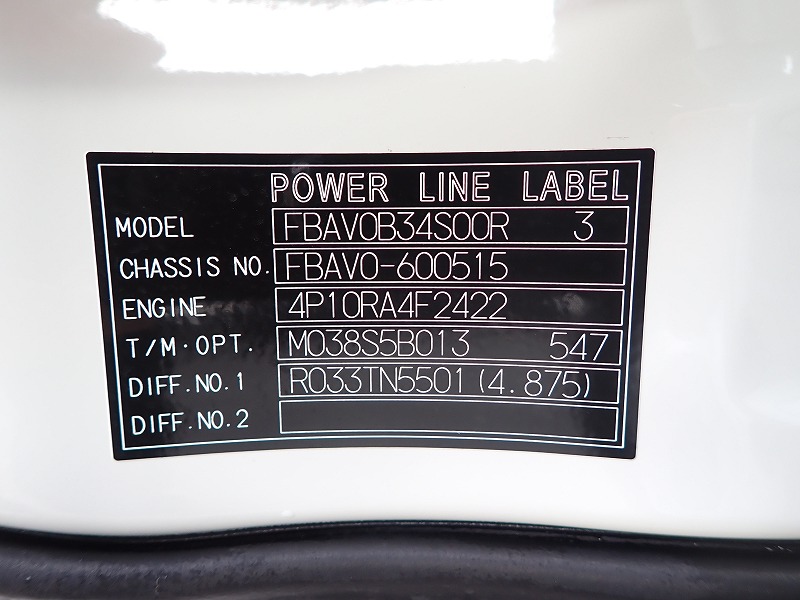 POWER LINE LABEL
MODEL FBAV0B34S00R 3
CHASSIS NO. FBAV0-600515
ENGINE 4P10RA4F2422
T/M·OPT. M038S5B013 547
DIFF.NO.1 R033TN5501(4.875)
DIFF.NO.2